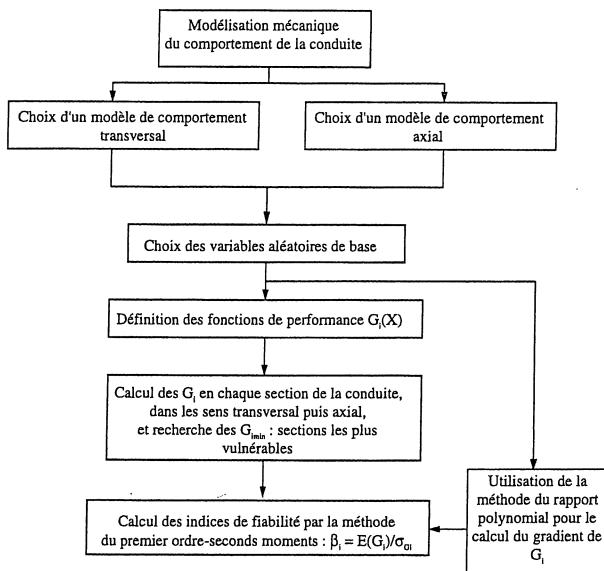 Modélisation mécanique
du comportement de la conduite
Choix d'un modèle de comportement
transversal
Choix d'un modèle de comportement
axial
Choix des variables aléatoires de base
Définition des fonctions de performance Gᵢ(X)
Calcul des Gᵢ en chaque section de la conduite,
dans les sens transversal puis axial,
et recherche des Gᵢₘᵢₙ : sections les plus
vulnérables
Calcul des indices de fiabilité par la méthode
du premier ordre-seconds moments : βᵢ = E(Gᵢ)/σGi
Utilisation de la
méthode du rapport
polynomial pour le
calcul du gradient de
Gᵢ